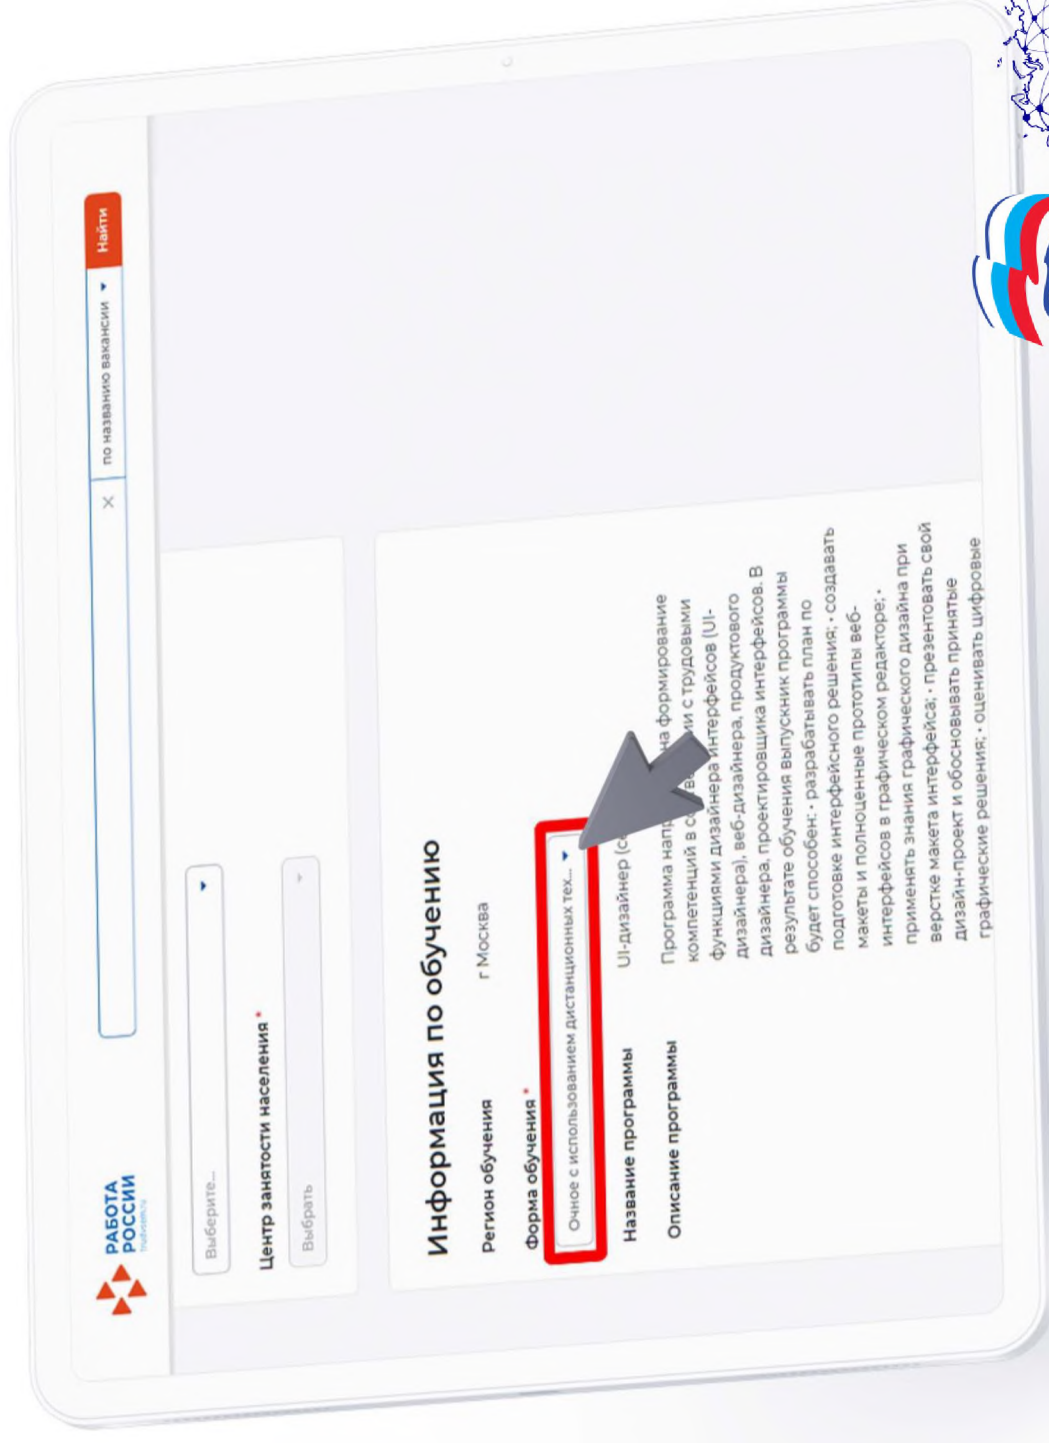 РАБОТА
РОССИИ
trudvsem.ru
по названию вакансии
Найти
Выберите...
Центр занятости населения *
Выбрать
Информация по обучению
Регион обучения
г Москва
Форма обучения *
Очное с использованием дистанционных тех...
Название программы
UI-дизайнер
Описание программы
Программа на формирование
компетенций в с трудовыми
функциями дизайнера интерфейсов (UI-
дизайнера), веб-дизайнера, продуктового
дизайнера, проектировщика интерфейсов. В
результате обучения выпускник программы
будет способен: • разрабатывать план по
подготовке интерфейсного решения; • создавать
макеты и полноценные прототипы веб-
интерфейсов в графическом редакторе; •
применять знания графического дизайна при
верстке макета интерфейса; • презентовать свой
дизайн-проект и обосновывать принятые
графические решения; • оценивать цифровые